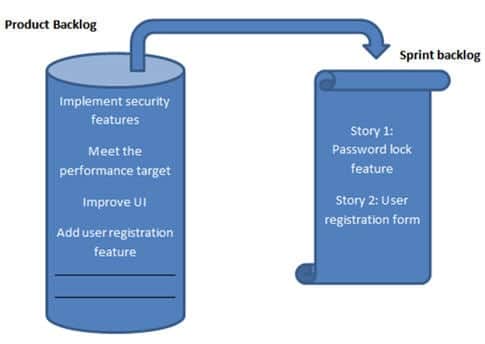 Product Backlog
Sprint backlog
Implement security
features
Meet the
performance target
Improve UI
Add user registration
feature
Story 1:
Password lock
feature
Story 2: User
registration form